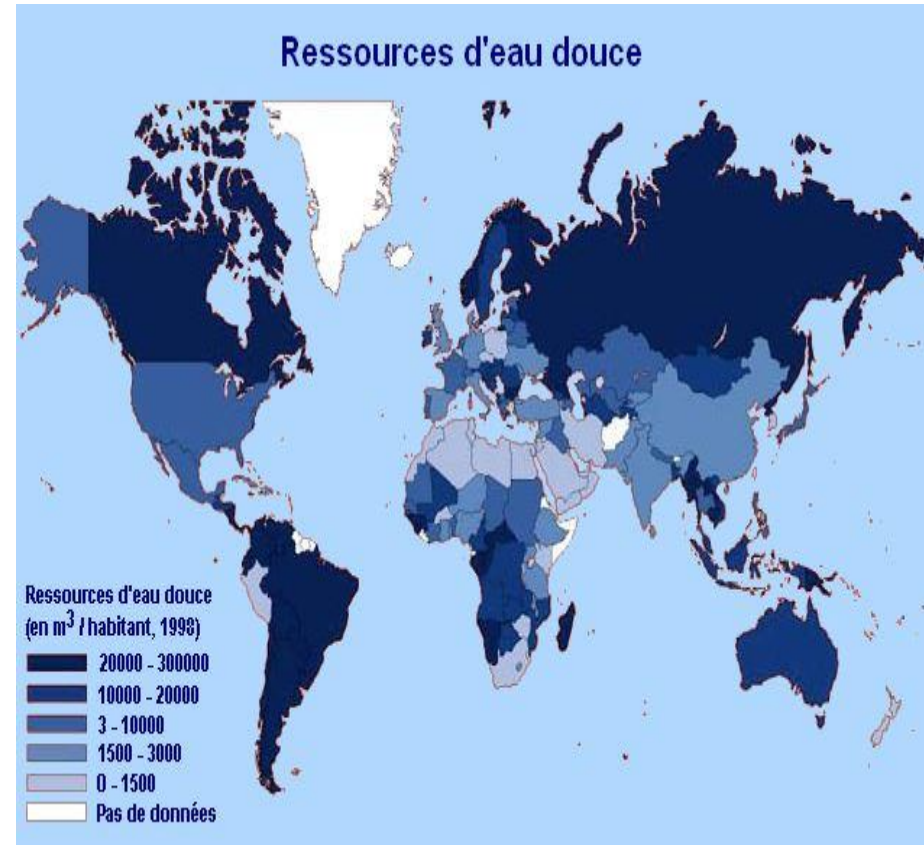 Ressources d'eau douce
Ressources d'eau douce
(en m³ / habitant, 1998)
20000 - 300000
10000 - 20000
3 - 10000
1500 - 3000
0 - 1500
Pas de données